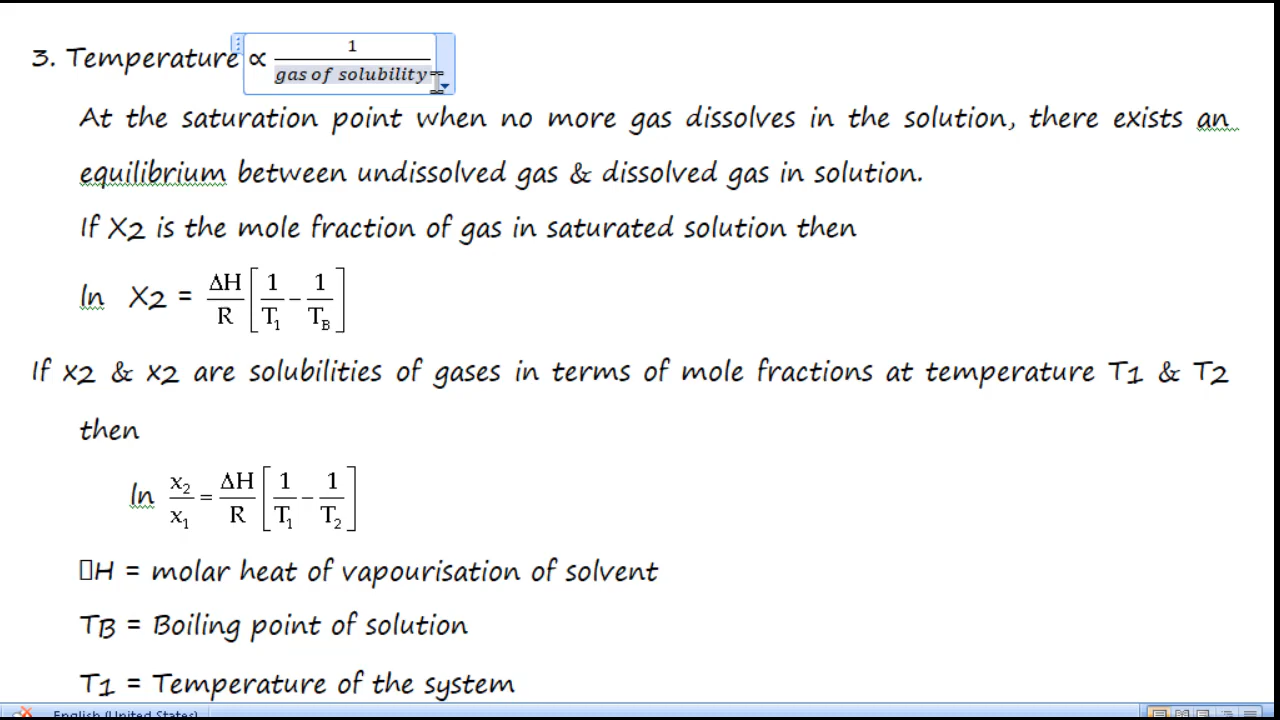 3. Temperature ∝ 1 / gas of solubility
At the saturation point when no more gas dissolves in the solution, there exists an
equilibrium between undissolved gas & dissolved gas in solution.
If X2 is the mole fraction of gas in saturated solution then
ln X2 = ΔH/R [1/T₁ − 1/T_B]
If x2 & x2 are solubilities of gases in terms of mole fractions at temperature T1 & T2
then
ln x₂/x₁ = ΔH/R [1/T₁ − 1/T₂]
□H = molar heat of vapourisation of solvent
TB = Boiling point of solution
T1 = Temperature of the system
English (United States)